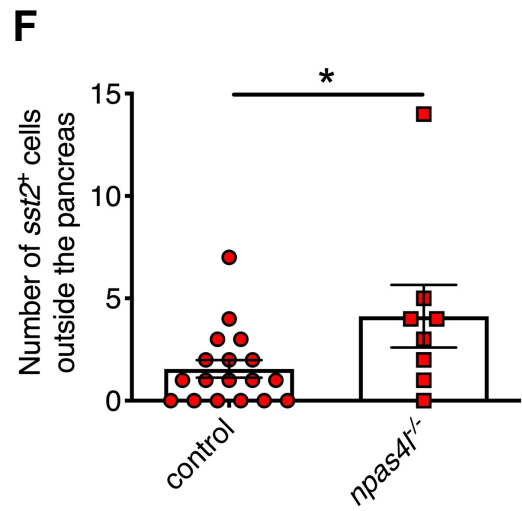 F
Number of sst2⁺ cells
outside the pancreas
15
10
5
0
*
control
npas4l⁻/⁻